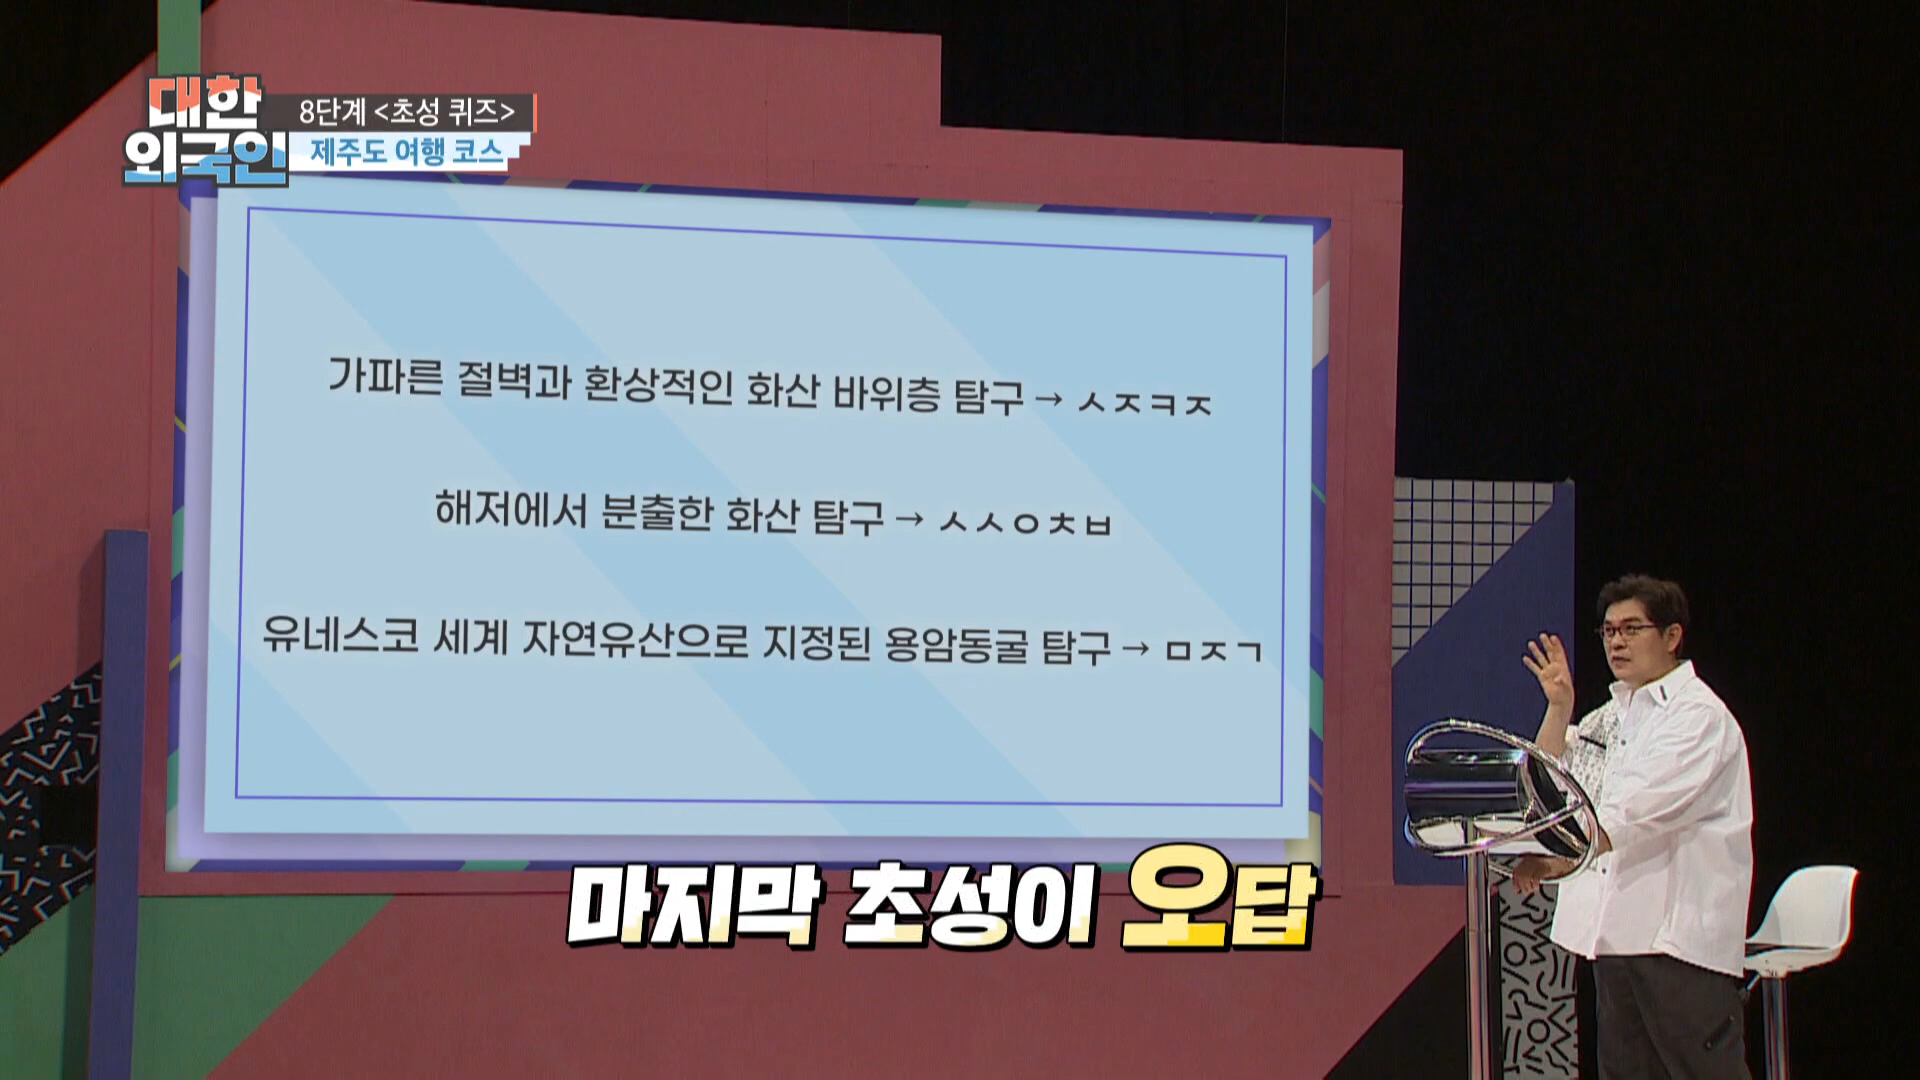 대한
외국인
8단계 <초성 퀴즈>
제주도 여행 코스
가파른 절벽과 환상적인 화산 바위층 탐구 → ㅅㅈㅋㅈ
해저에서 분출한 화산 탐구 → ㅅㅅㅇㅊㅂ
유네스코 세계 자연유산으로 지정된 용암동굴 탐구 → ㅁㅈㄱ
마지막 초성이 오답